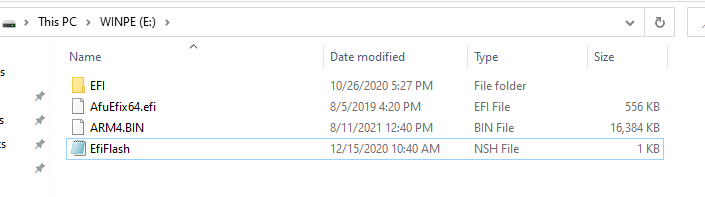 This PC > WINPE (E:) >
Name Date modified Type Size
EFI 10/26/2020 5:27 PM File folder
AfuEfix64.efi 8/5/2019 4:20 PM EFI File 556 KB
ARM4.BIN 8/11/2021 12:40 PM BIN File 16,384 KB
EfiFlash 12/15/2020 10:40 AM NSH File 1 KB